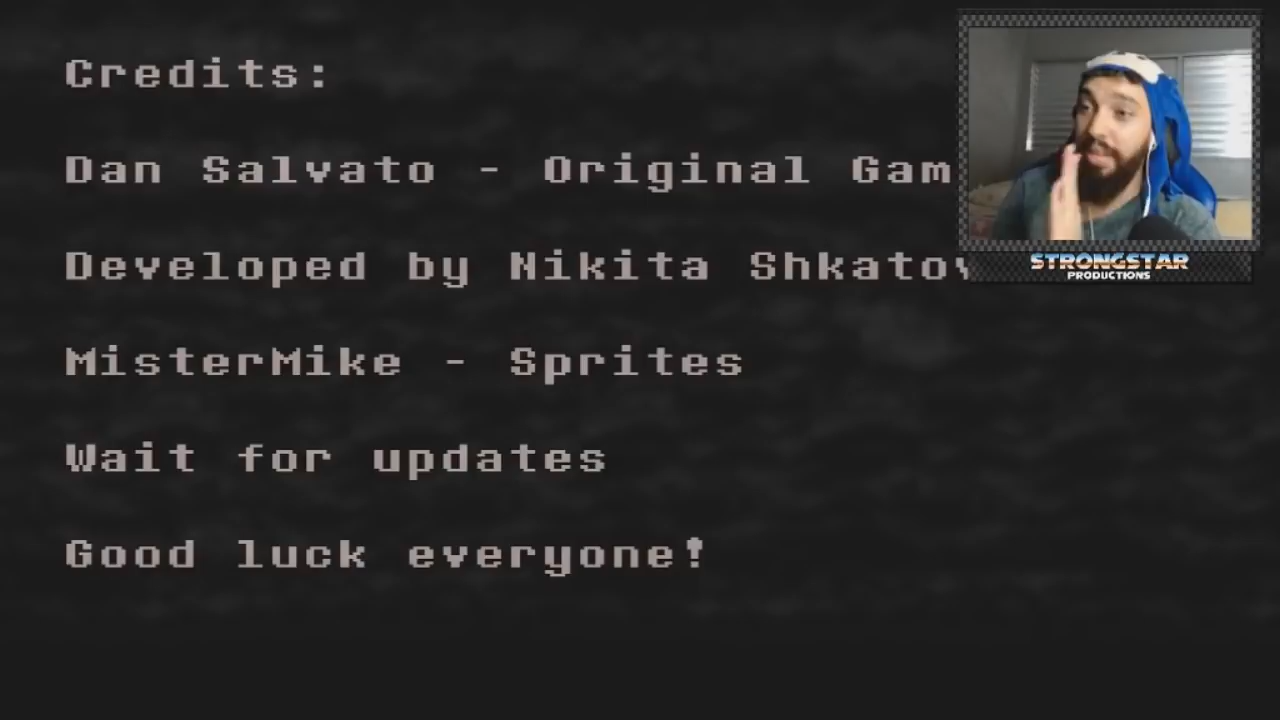 Credits:
Dan Salvato - Original Gam
Developed by Nikita Shkatov
MisterMike - Sprites
Wait for updates
Good luck everyone!
STRONGSTAR
PRODUCTIONS